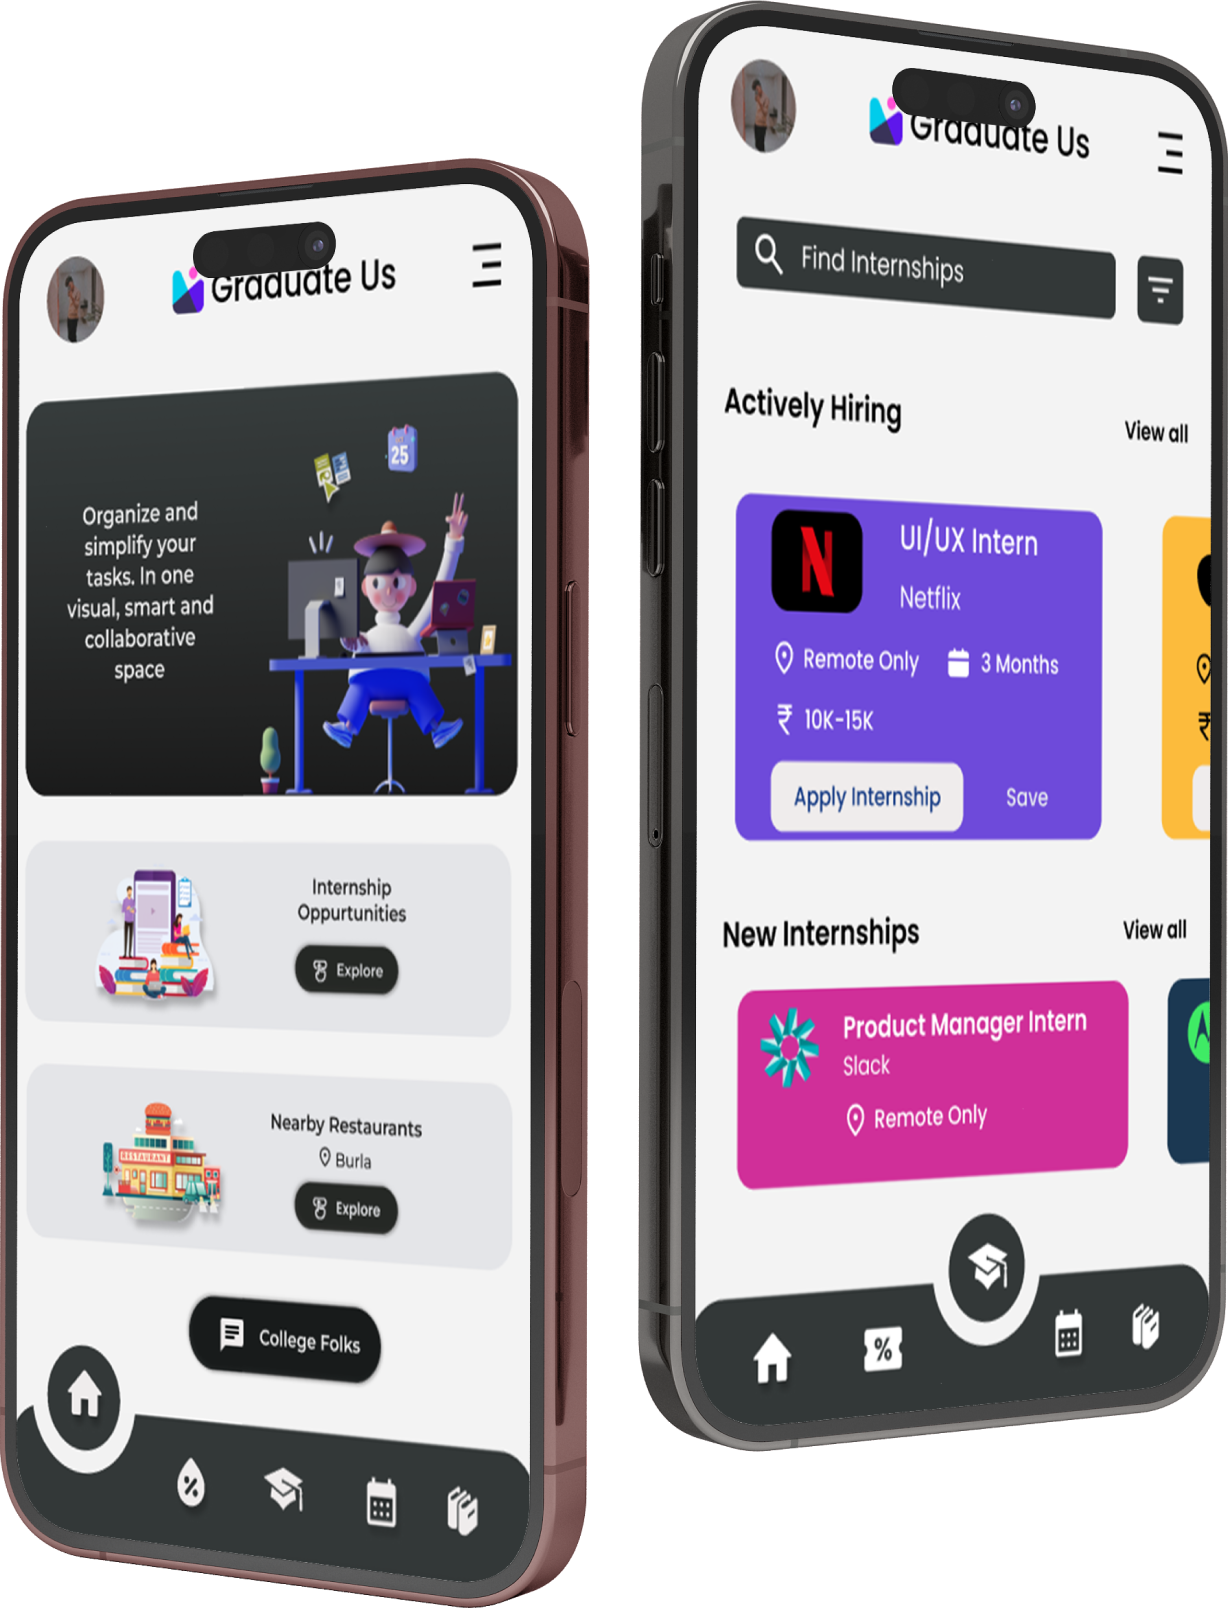 Graduate Us
25
Organize and
simplify your
tasks. In one
visual, smart and
collaborative
space
Internship
Oppurtunities
Explore
RESTAURANT
Nearby Restaurants
Burla
Explore
College Folks
%
Graduate Us
Find Internships
Actively Hiring
View all
N
UI/UX Intern
Netflix
Remote Only
3 Months
₹ 10K-15K
₹
Apply Internship
Save
New Internships
View all
Product Manager Intern
Slack
Remote Only
%